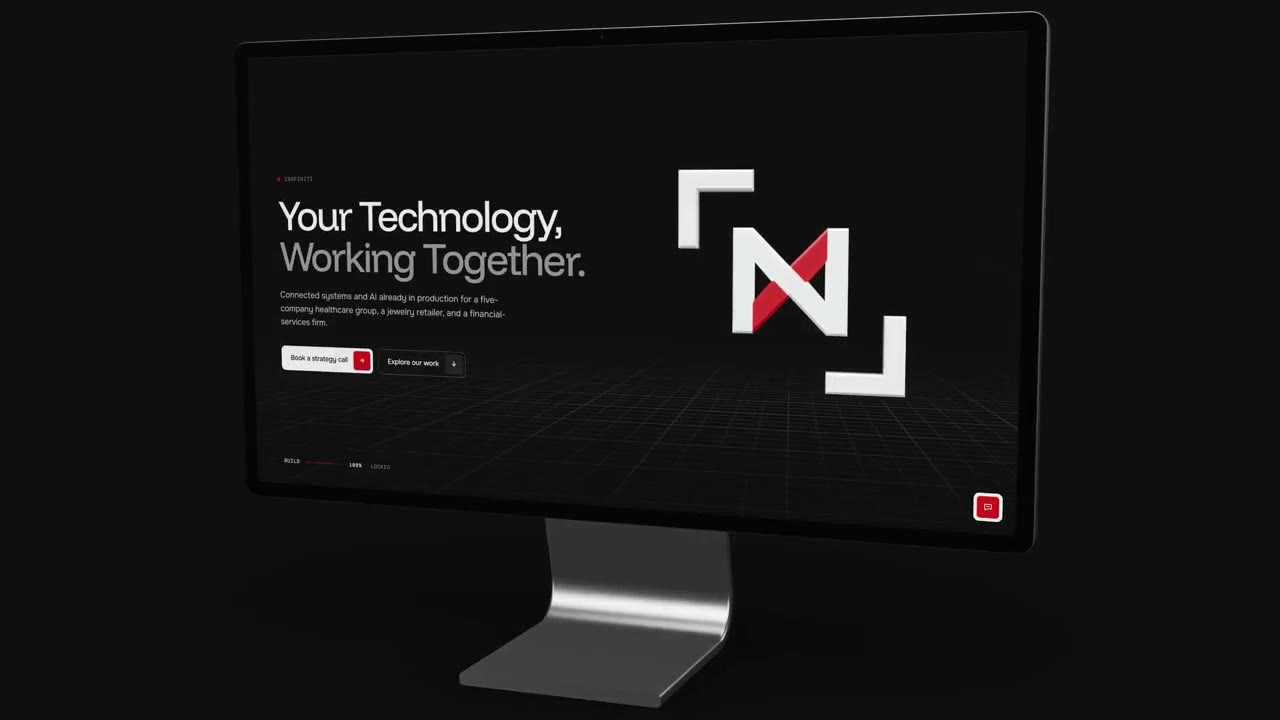 INOFINITI
Your Technology,
Working Together.
Connected systems and AI already in production for a five-
company healthcare group, a jewelry retailer, and a financial-
services firm.
Book a strategy call
Explore our work
BUILD 100% LOCKED